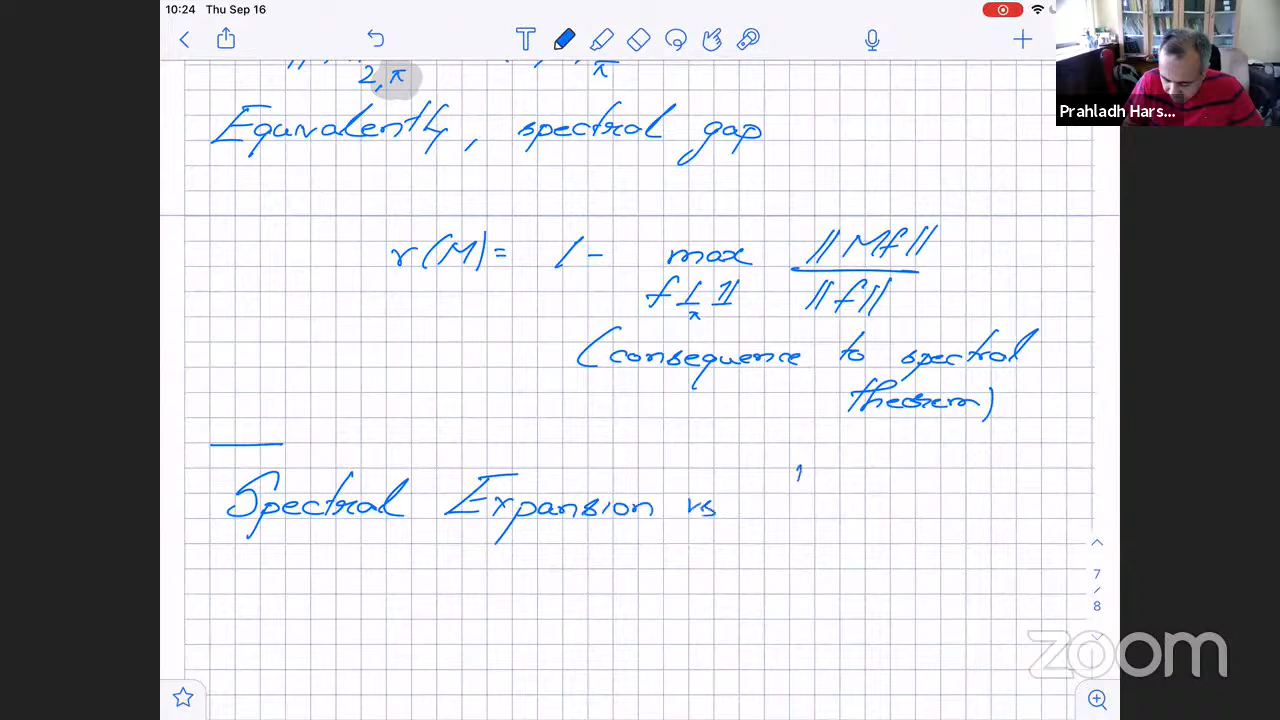 10:24 Thu Sep 16
Prahladh Hars...
2,π π
Equivalently, spectral gap
r(M) = 1 - max ||Mf||
f ⊥ 𝟙 ||f||
π
(consequence to spectral
theorem)
Spectral Expansion vs
7
/
8
zoom